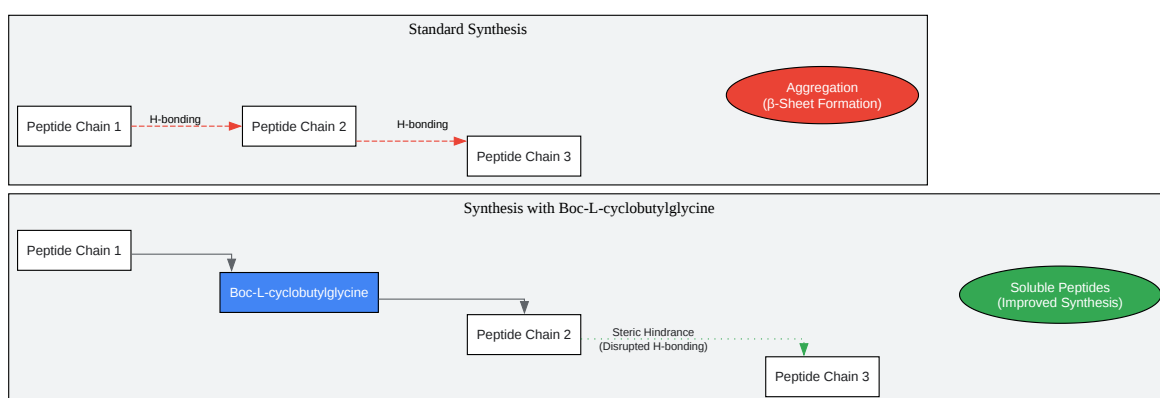 Standard Synthesis
Aggregation
(β-Sheet Formation)
Peptide Chain 1
H-bonding
Peptide Chain 2
H-bonding
Peptide Chain 3
Synthesis with Boc-L-cyclobutylglycine
Peptide Chain 1
Boc-L-cyclobutylglycine
Soluble Peptides
(Improved Synthesis)
Peptide Chain 2
Steric Hindrance
(Disrupted H-bonding)
Peptide Chain 3